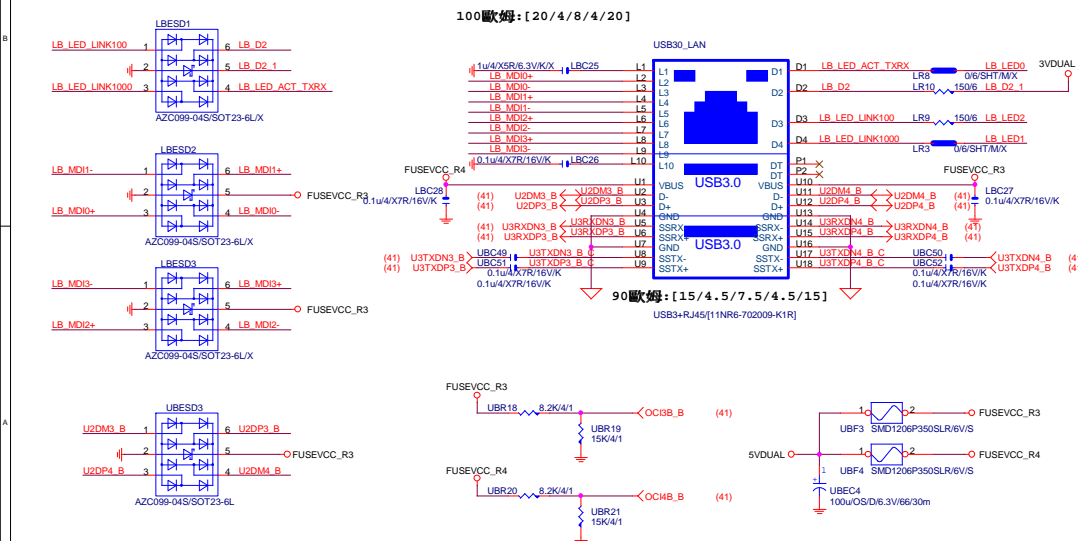 100歐姆:[20/4/8/4/20]
B
LBESD1
LB_LED_LINK100 1 6 LB_D2
2 5 LB_D2_1
LB_LED_LINK1000 3 4 LB_LED_ACT_TXRX
AZC099-04S/SOT23-6L/X
LBESD2
LB_MDI1- 1 6 LB_MDI1+
2 5 FUSEVCC_R3
LB_MDI0+ 3 4 LB_MDI0-
AZC099-04S/SOT23-6L/X
LBESD3
LB_MDI3- 1 6 LB_MDI3+
2 5 FUSEVCC_R3
LB_MDI2+ 3 4 LB_MDI2-
AZC099-04S/SOT23-6L/X
A
UBESD3
U2DM3_B 1 6 U2DP3_B
2 5 FUSEVCC_R3
U2DP4_B 3 4 U2DM4_B
AZC099-04S/SOT23-6L
USB30_LAN
1u/4/X5R/6.3V/K/X LBC25 L1 L1
LB_MDI0+ L2 L2
LB_MDI0- L3 L3
LB_MDI1+ L4 L4
LB_MDI1- L5 L5
LB_MDI2+ L6 L6
LB_MDI2- L7 L7
LB_MDI3+ L8 L8
LB_MDI3- L9 L9
0.1u/4/X7R/16V/K LBC26 L10 L10
FUSEVCC_R4
LBC28
0.1u/4/X7R/16V/K
U1 VBUS
(41) U2DM3_B U2DM3_B U2 D-
(41) U2DP3_B U2DP3_B U3 D+
U4 GND
(41) U3RXDN3_B U3RXDN3_B U5 SSRX-
(41) U3RXDP3_B U3RXDP3_B U6 SSRX+
U7 GND
(41) U3TXDN3_B UBC49 U3TXDN3_B_C U8 SSTX-
(41) U3TXDP3_B UBC51 U3TXDP3_B_C U9 SSTX+
0.1u/4/X7R/16V/K
0.1u/4/X7R/16V/K
USB3.0
USB3.0
D1 D1 LB_LED_ACT_TXRX LR8 0/6/SHT/M/X LB_LED0
D2 D2 LB_D2 LR10 150/6 LB_D2_1
3VDUAL
D3 D3 LB_LED_LINK100 LR9 150/6 LB_LED2
D4 D4 LB_LED_LINK1000 LR3 0/6/SHT/M/X LB_LED1
DT P1
DT P2
FUSEVCC_R3
LBC27
0.1u/4/X7R/16V/K
VBUS U10
D- U11 U2DM4_B U2DM4_B (41)
D+ U12 U2DP4_B U2DP4_B (41)
GND U13
SSRX- U14 U3RXDN4_B U3RXDN4_B (41)
SSRX+ U15 U3RXDP4_B U3RXDP4_B (41)
GND U16
SSTX- U17 U3TXDN4_B_C UBC50 U3TXDN4_B (41)
SSTX+ U18 U3TXDP4_B_C UBC52 U3TXDP4_B (41)
0.1u/4/X7R/16V/K
0.1u/4/X7R/16V/K
90歐姆:[15/4.5/7.5/4.5/15]
USB3+RJ45/[11NR6-702009-K1R]
FUSEVCC_R3
UBR18 8.2K/4/1 OCI3B_B (41)
UBR19
15K/4/1
FUSEVCC_R4
UBR20 8.2K/4/1 OCI4B_B (41)
UBR21
15K/4/1
1 2 FUSEVCC_R3
UBF3 SMD1206P350SLR/6V/S
5VDUAL 1 2 FUSEVCC_R4
UBF4 SMD1206P350SLR/6V/S
1
+
UBEC4
100u/OS/D/6.3V/66/30m